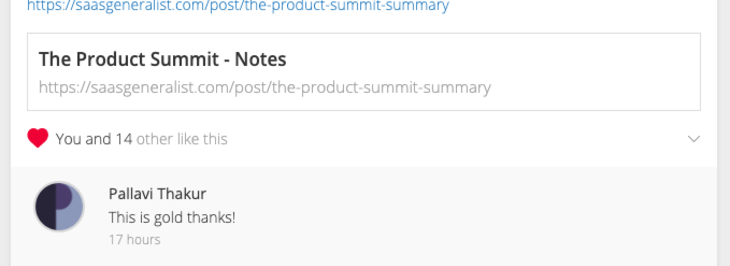 https://saasgeneralist.com/post/the-product-summit-summary
The Product Summit - Notes
https://saasgeneralist.com/post/the-product-summit-summary
You and 14 other like this
Pallavi Thakur
This is gold thanks!
17 hours